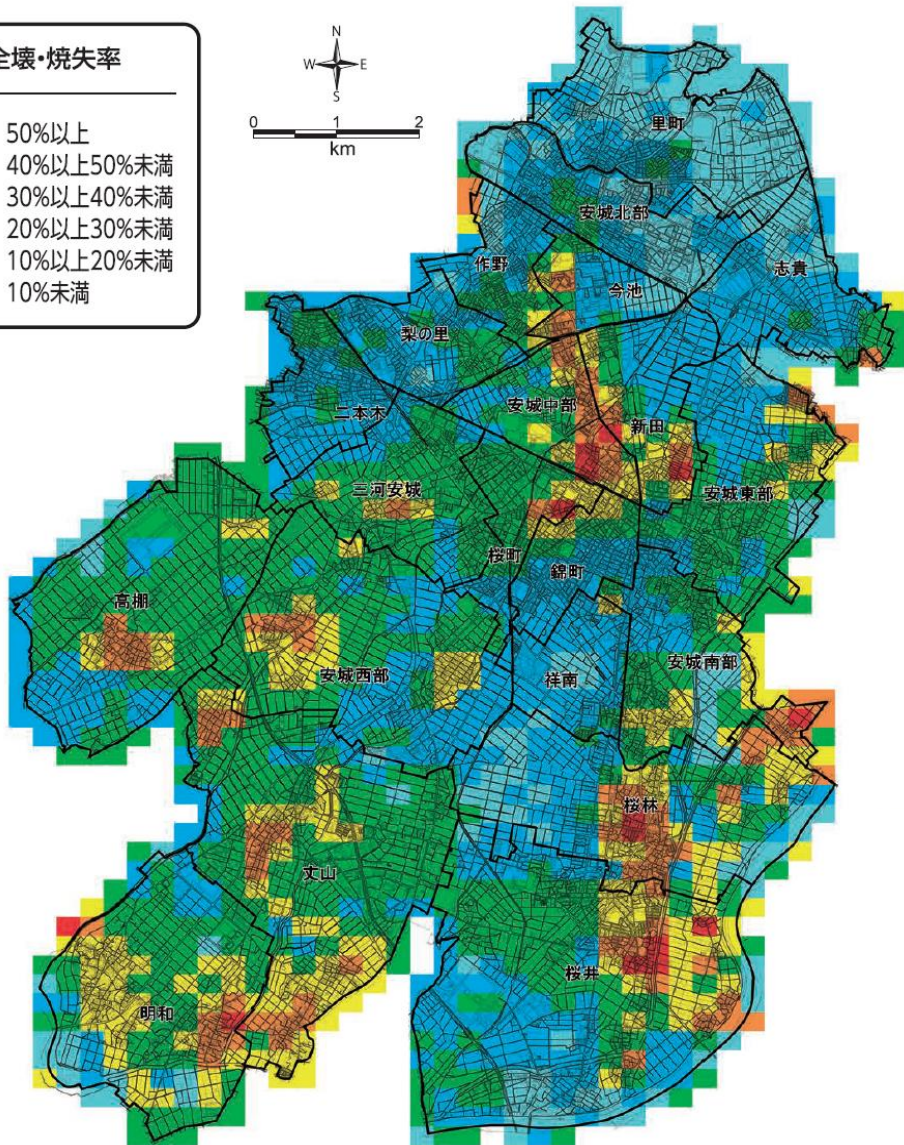 全壊・焼失率
50%以上
40%以上50%未満
30%以上40%未満
20%以上30%未満
10%以上20%未満
10%未満
N
W E
S
0 1 2
km
里町
安城北部
作野
志貴
今池
梨の里
安城中部
二本木
新田
三河安城
安城東部
桜町
錦町
高棚
安城南部
安城西部
祥南
桜林
丈山
桜井
明和